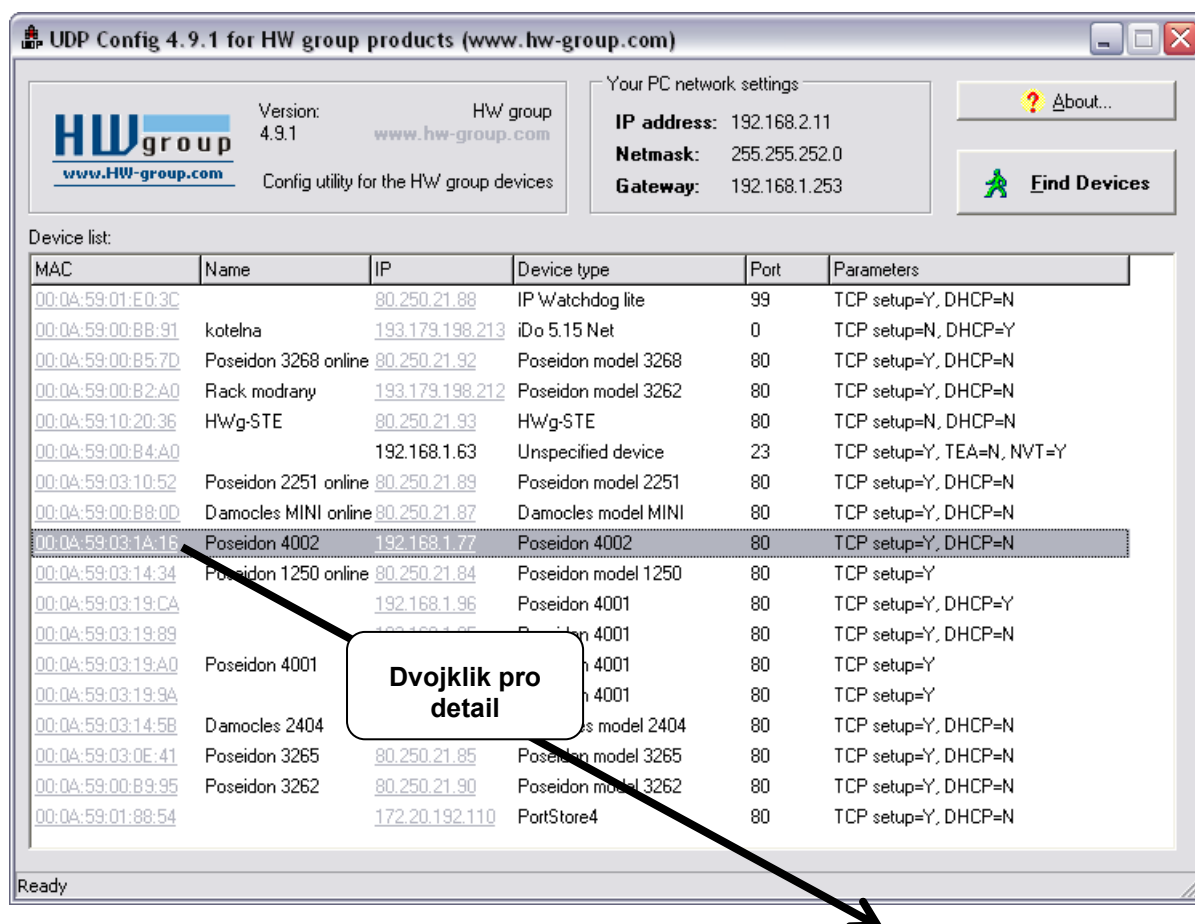 UDP Config 4.9.1 for HW group products (www.hw-group.com)
HW group
www.HW-group.com
Version: HW group
4.9.1 www.hw-group.com
Config utility for the HW group devices
Your PC network settings
IP address: 192.168.2.11
Netmask: 255.255.252.0
Gateway: 192.168.1.253
? About...
Find Devices
Device list:
MAC Name IP Device type Port Parameters
00:0A:59:01:E0:3C 80.250.21.88 IP Watchdog lite 99 TCP setup=Y, DHCP=N
00:0A:59:00:BB:91 kotelna 193.179.198.213 iDo 5.15 Net 0 TCP setup=N, DHCP=Y
00:0A:59:00:B5:7D Poseidon 3268 online 80.250.21.92 Poseidon model 3268 80 TCP setup=Y, DHCP=N
00:0A:59:00:B2:A0 Rack modrany 193.179.198.212 Poseidon model 3262 80 TCP setup=Y, DHCP=N
00:0A:59:10:20:36 HWg-STE 80.250.21.93 HWg-STE 80 TCP setup=N, DHCP=N
00:0A:59:00:B4:A0 192.168.1.63 Unspecified device 23 TCP setup=Y, TEA=N, NVT=Y
00:0A:59:03:10:52 Poseidon 2251 online 80.250.21.89 Poseidon model 2251 80 TCP setup=Y, DHCP=N
00:0A:59:00:B8:0D Damocles MINI online 80.250.21.87 Damocles model MINI 80 TCP setup=Y, DHCP=N
00:0A:59:03:1A:16 Poseidon 4002 192.168.1.77 Poseidon 4002 80 TCP setup=Y, DHCP=N
00:0A:59:03:14:34 Poseidon 1250 online 80.250.21.84 Poseidon model 1250 80 TCP setup=Y
00:0A:59:03:19:CA 192.168.1.96 Poseidon 4001 80 TCP setup=Y, DHCP=Y
00:0A:59:03:19:89 4001 80 TCP setup=Y, DHCP=N
00:0A:59:03:19:A0 Poseidon 4001 4001 80 TCP setup=Y
00:0A:59:03:19:9A 4001 80 TCP setup=Y
00:0A:59:03:14:5B Damocles 2404 model 2404 80 TCP setup=Y, DHCP=N
00:0A:59:03:0E:41 Poseidon 3265 80.250.21.85 Poseidon model 3265 80 TCP setup=Y, DHCP=N
00:0A:59:00:B9:95 Poseidon 3262 80.250.21.90 Poseidon model 3262 80 TCP setup=Y, DHCP=N
00:0A:59:01:88:54 172.20.192.110 PortStore4 80 TCP setup=Y, DHCP=N
Dvojklik pro
detail
Ready